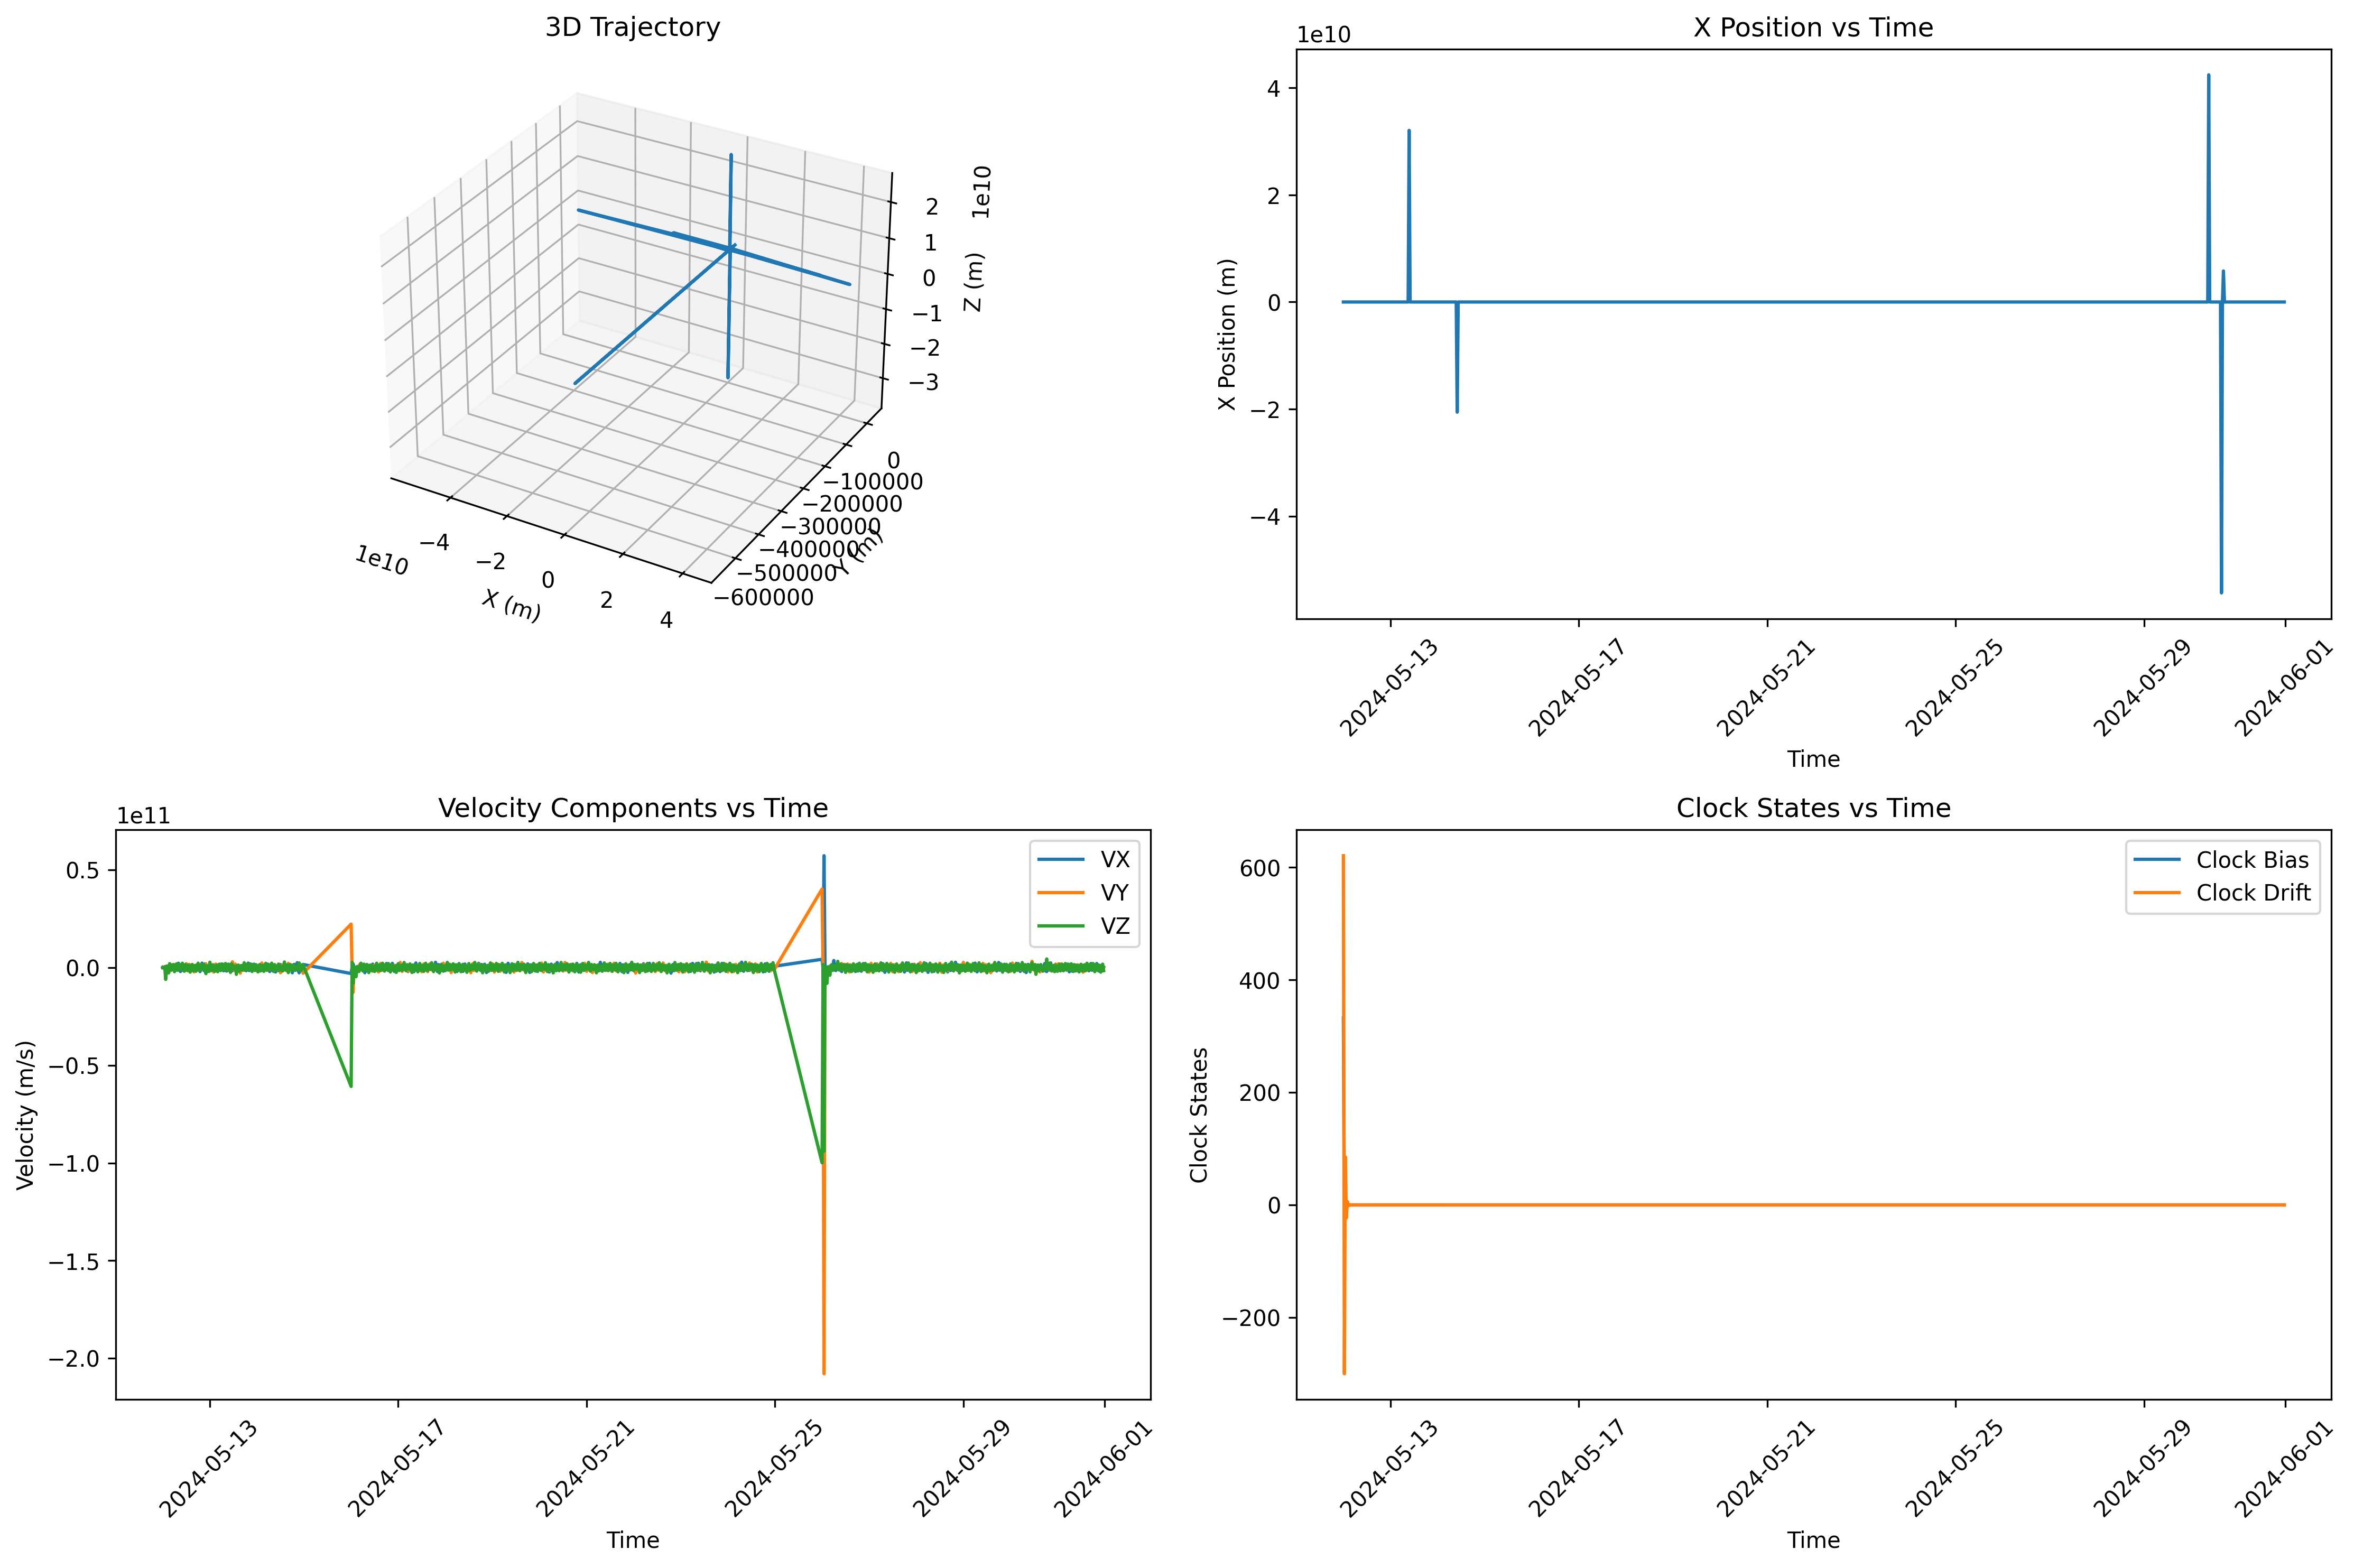 3D Trajectory
1e10
2
1
0
−1
−2
−3
Z (m)
0
−100000
−200000
−300000
−400000
−500000
−600000
Y (m)
−4
−2
0
2
4
1e10
X (m)
X Position vs Time
1e10
4
2
0
−2
−4
X Position (m)
2024-05-13
2024-05-17
2024-05-21
2024-05-25
2024-05-29
2024-06-01
Time
Velocity Components vs Time
1e11
0.5
0.0
−0.5
−1.0
−1.5
−2.0
Velocity (m/s)
VX
VY
VZ
2024-05-13
2024-05-17
2024-05-21
2024-05-25
2024-05-29
2024-06-01
Time
Clock States vs Time
600
400
200
0
−200
Clock States
Clock Bias
Clock Drift
2024-05-13
2024-05-17
2024-05-21
2024-05-25
2024-05-29
2024-06-01
Time